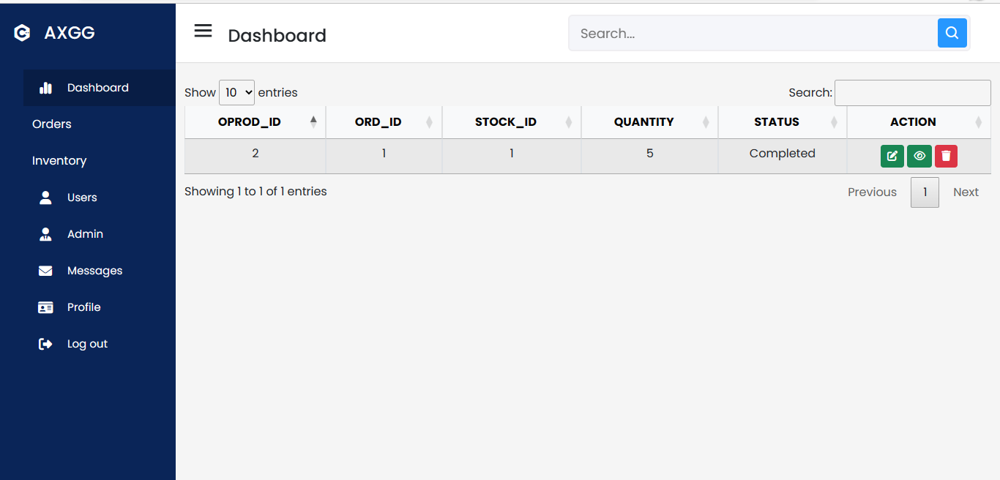 AXGG
Dashboard
Search...
Dashboard
Orders
Inventory
Users
Admin
Messages
Profile
Log out
Show 10 entries
Search:
OPROD_ID ORD_ID STOCK_ID QUANTITY STATUS ACTION
2 1 1 5 Completed
Showing 1 to 1 of 1 entries
Previous 1 Next